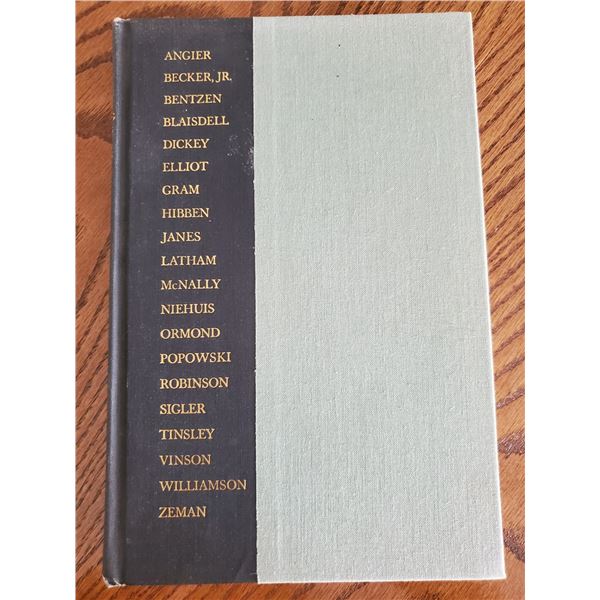 ANGIER
BECKER, JR.
BENTZEN
BLAISDELL
DICKEY
ELLIOT
GRAM
HIBBEN
JANES
LATHAM
McNALLY
NIEHUIS
ORMOND
POPOWSKI
ROBINSON
SIGLER
TINSLEY
VINSON
WILLIAMSON
ZEMAN